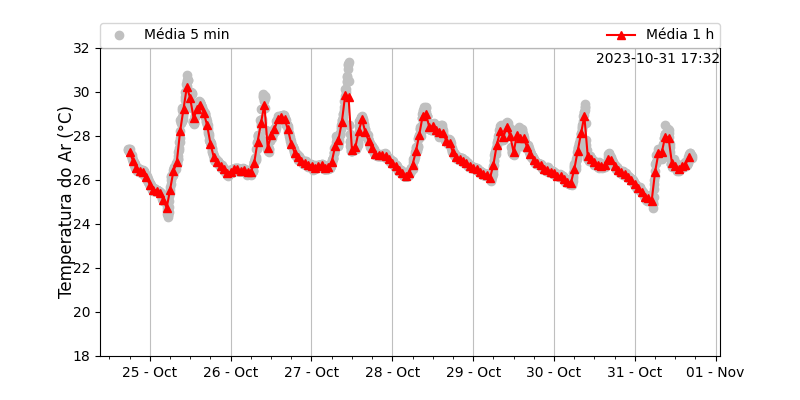 Média 5 min
Média 1 h
2023-10-31 17:32
Temperatura do Ar (°C)
32
30
28
26
24
22
20
18
25 - Oct
26 - Oct
27 - Oct
28 - Oct
29 - Oct
30 - Oct
31 - Oct
01 - Nov